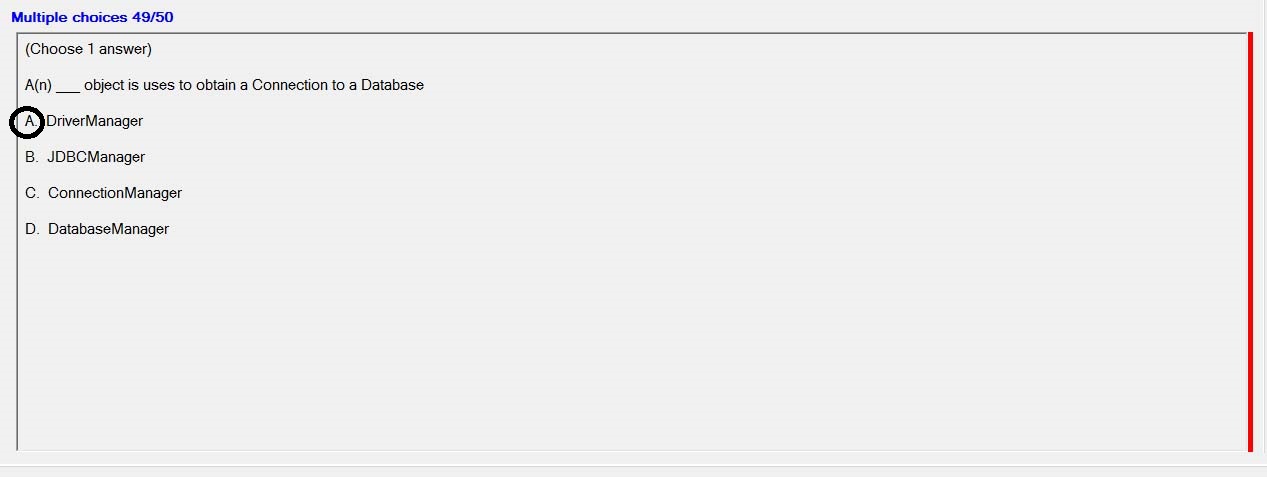 Multiple choices 49/50
(Choose 1 answer)
A(n) ___ object is uses to obtain a Connection to a Database
A. DriverManager
B. JDBCManager
C. ConnectionManager
D. DatabaseManager